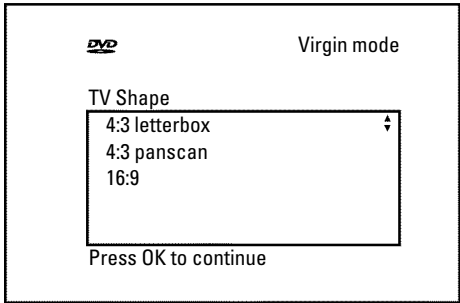 DVD Virgin mode
TV Shape
4:3 letterbox
4:3 panscan
16:9
Press OK to continue